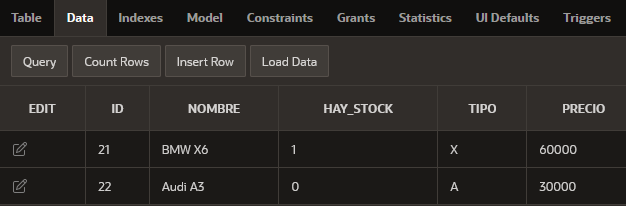 Table Data Indexes Model Constraints Grants Statistics UI Defaults Triggers
Query Count Rows Insert Row Load Data
EDIT ID NOMBRE HAY_STOCK TIPO PRECIO
21 BMW X6 1 X 60000
22 Audi A3 0 A 30000